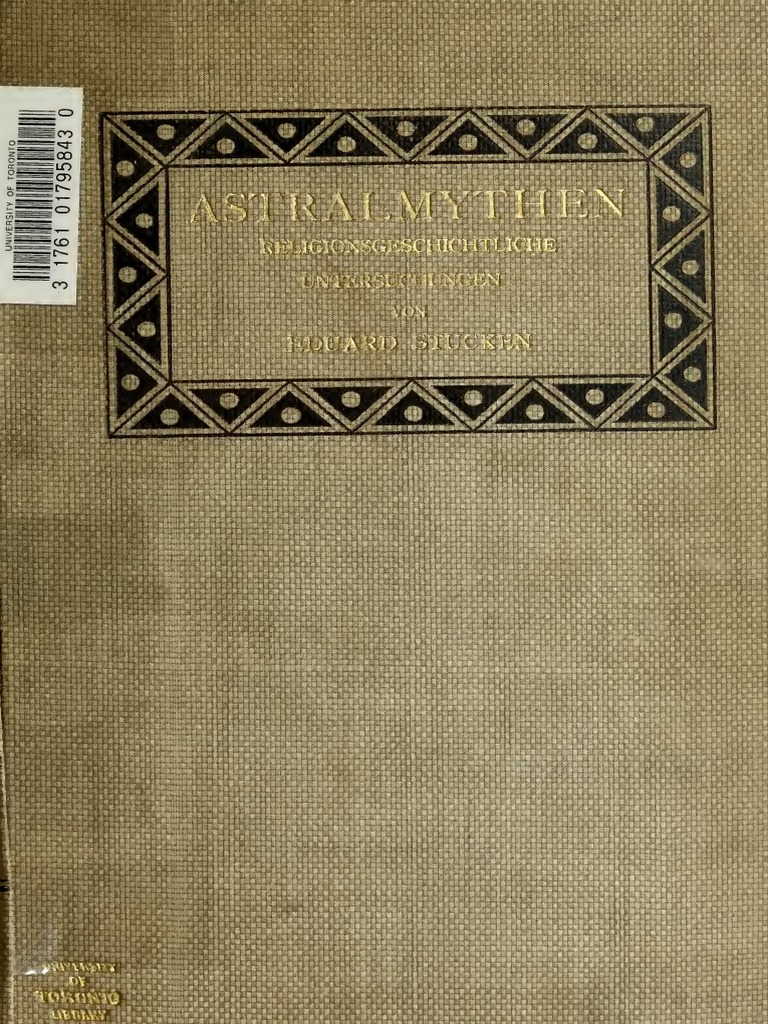 UNIVERSITY OF TORONTO
3 1761 01795843 0
ASTRALMYTHEN
RELIGIONSGESCHICHTLICHE
UNTERSUCHUNGEN
VON
EDUARD STUCKEN
UNIVERSITY
OF
TORONTO
LIBRARY